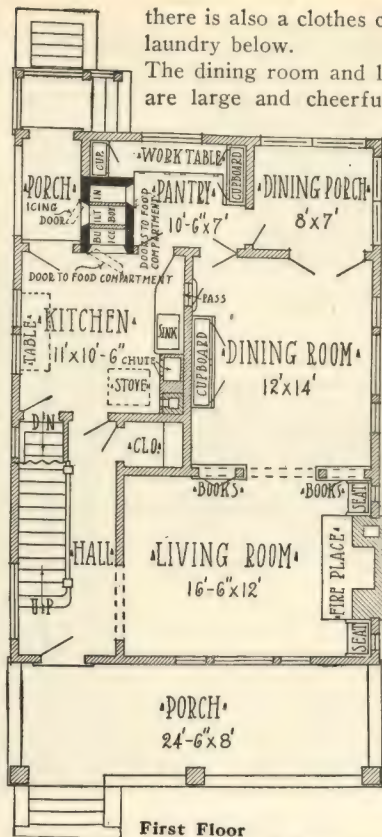 there is also a clothes c
laundry below.
The dining room and l
are large and cheerfu
CUP.
WORK TABLE
CUPBOARD
PORCH
ICING
DOOR
BUILT IN
ICE BOX
DOORS TO FOOD
COMPARTMENT
PANTRY
10'-6"x7'
DINING PORCH
8'x7'
DOOR TO FOOD COMPARTMENT
PASS
KITCHEN
11'x10'-6"
TABLE
SINK
CHUTE
STOVE
CUPBOARD
DINING ROOM
12'x14'
DN
CLO.
BOOKS
BOOKS
SEAT
HALL
LIVING ROOM
16'-6"x12'
FIRE PLACE
UP
SEAT
PORCH
24'-6"x8'
First Floor